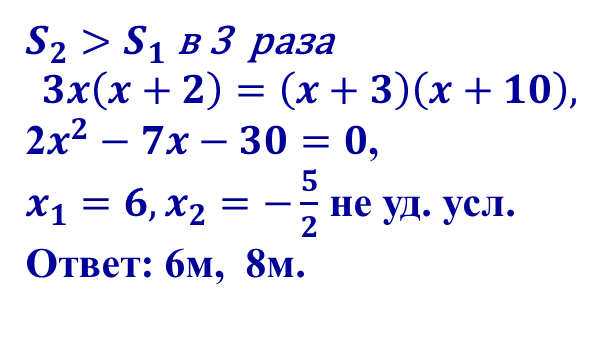 S₂ > S₁ в 3 раза
3x(x + 2) = (x + 3)(x + 10),
2x² − 7x − 30 = 0,
x₁ = 6, x₂ = −5/2 не уд. усл.
Ответ: 6м, 8м.